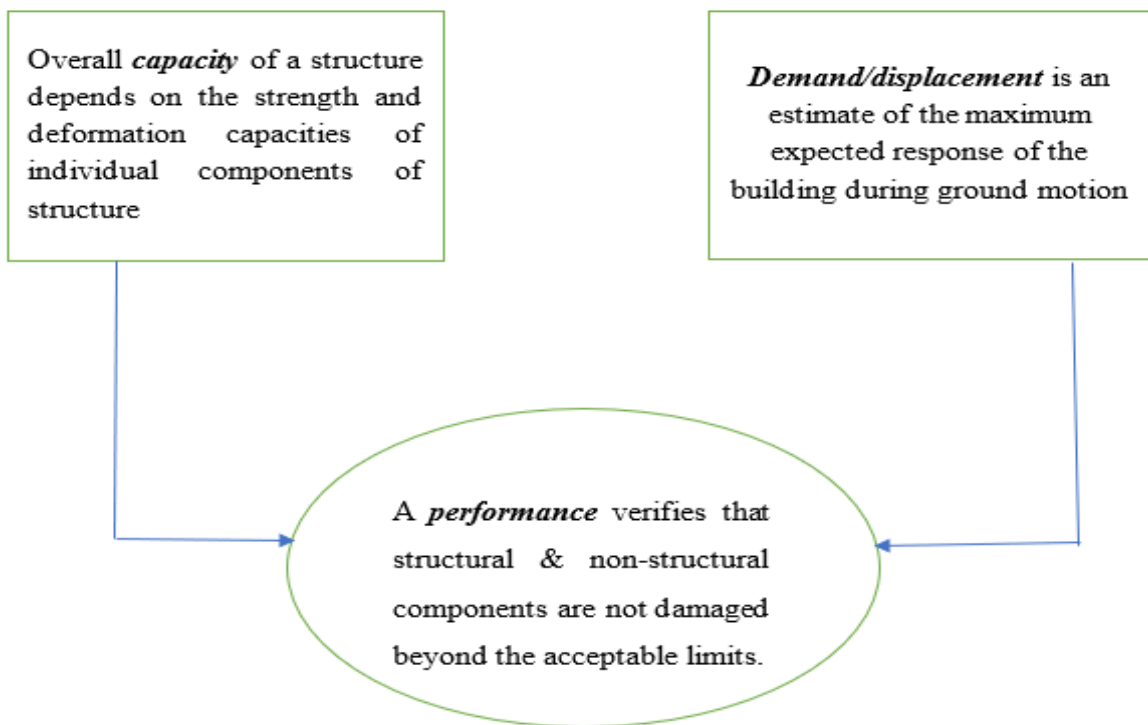 Overall capacity of a structure
depends on the strength and
deformation capacities of
individual components of
structure
Demand/displacement is an
estimate of the maximum
expected response of the
building during ground motion
A performance verifies that
structural & non-structural
components are not damaged
beyond the acceptable limits.